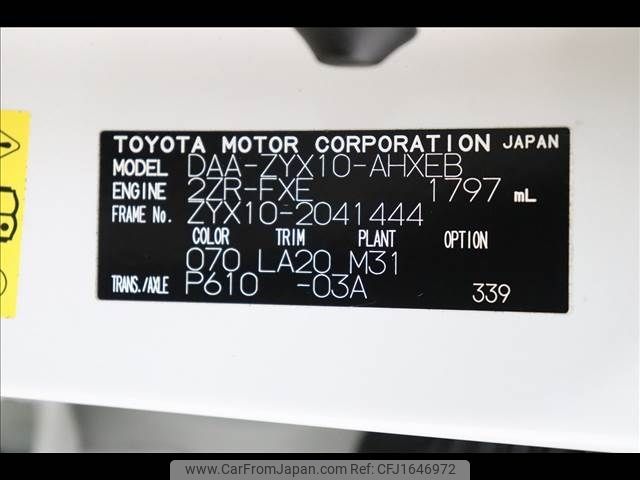 TOYOTA MOTOR CORPORATION JAPAN
MODEL DAA-ZYX10-AHXEB
ENGINE 2ZR-FXE 1797 mL
FRAME No. ZYX10-2041444
COLOR TRIM PLANT OPTION
070 LA20 M31
TRANS./AXLE P610 -03A 339
www.CarFromJapan.com - CFJ1646972